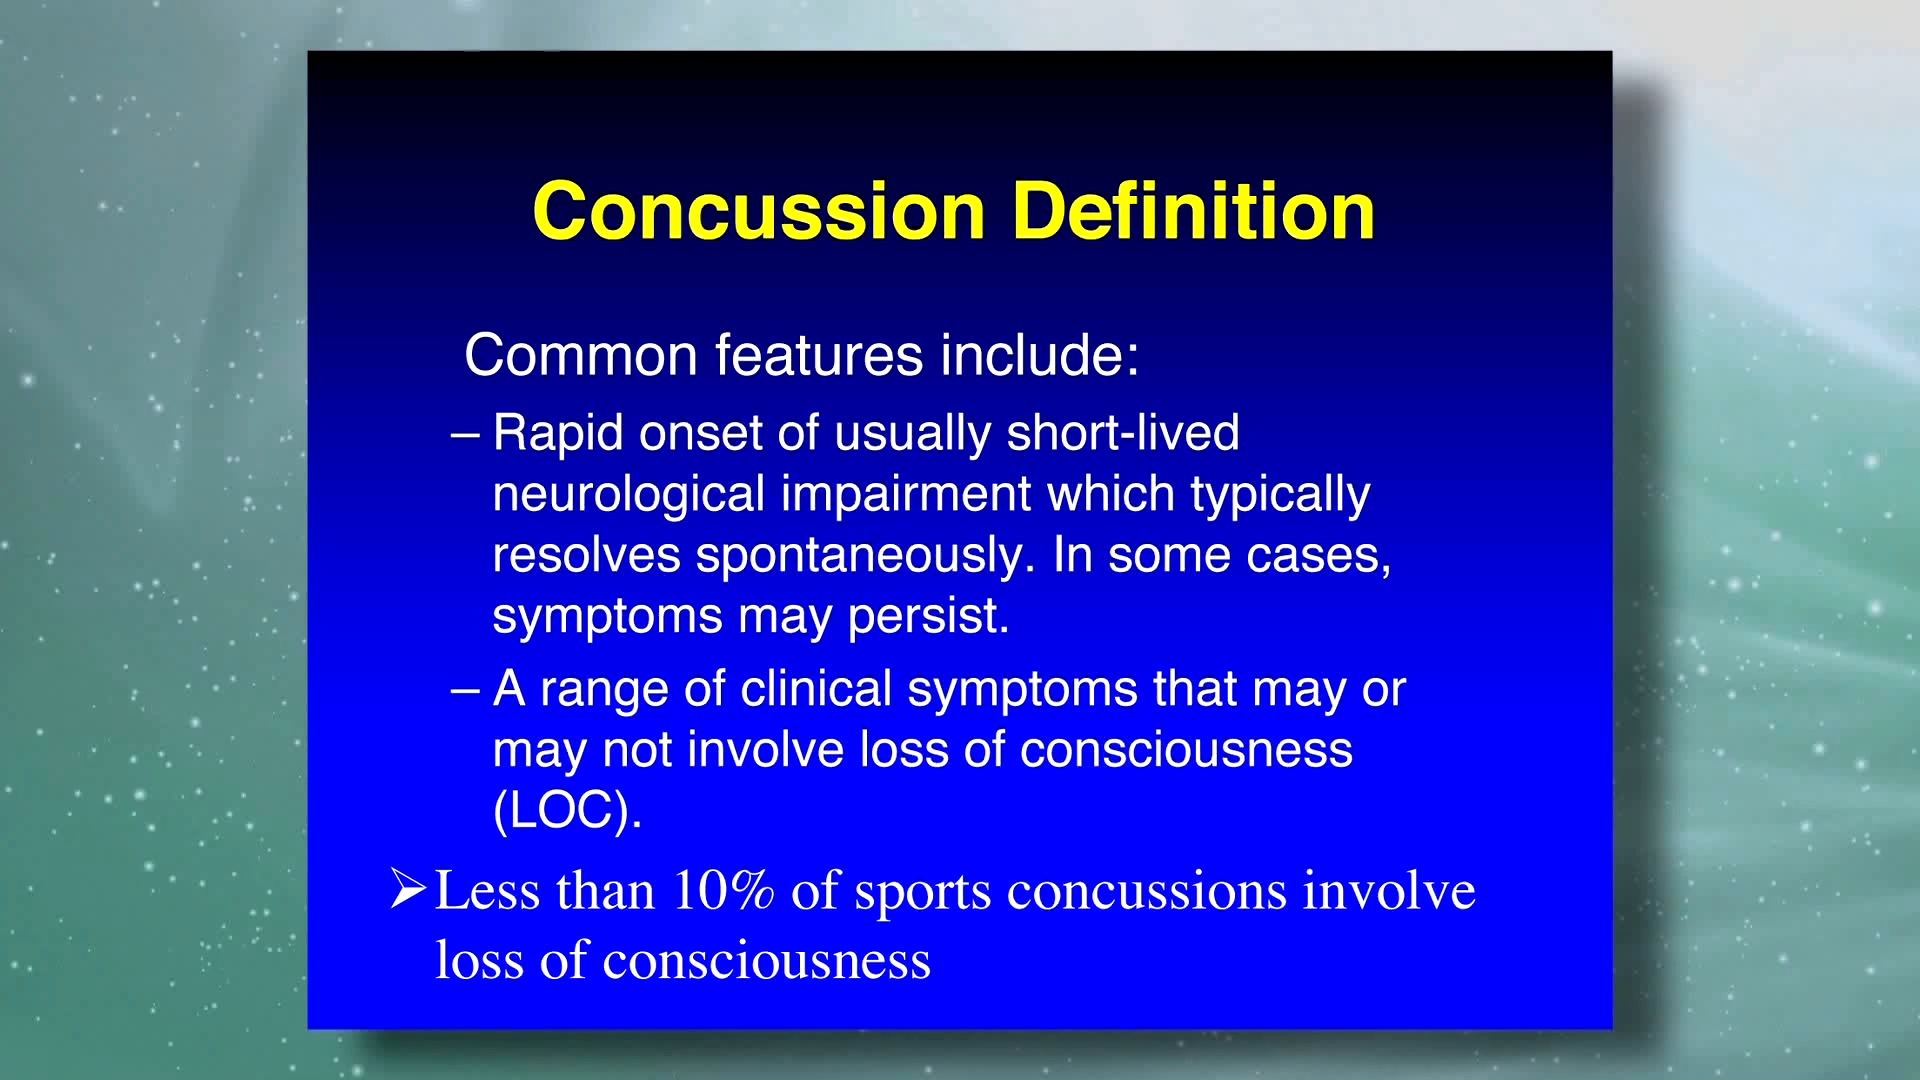 Concussion Definition
Common features include:
– Rapid onset of usually short-lived
neurological impairment which typically
resolves spontaneously. In some cases,
symptoms may persist.
– A range of clinical symptoms that may or
may not involve loss of consciousness
(LOC).
➢Less than 10% of sports concussions involve
loss of consciousness